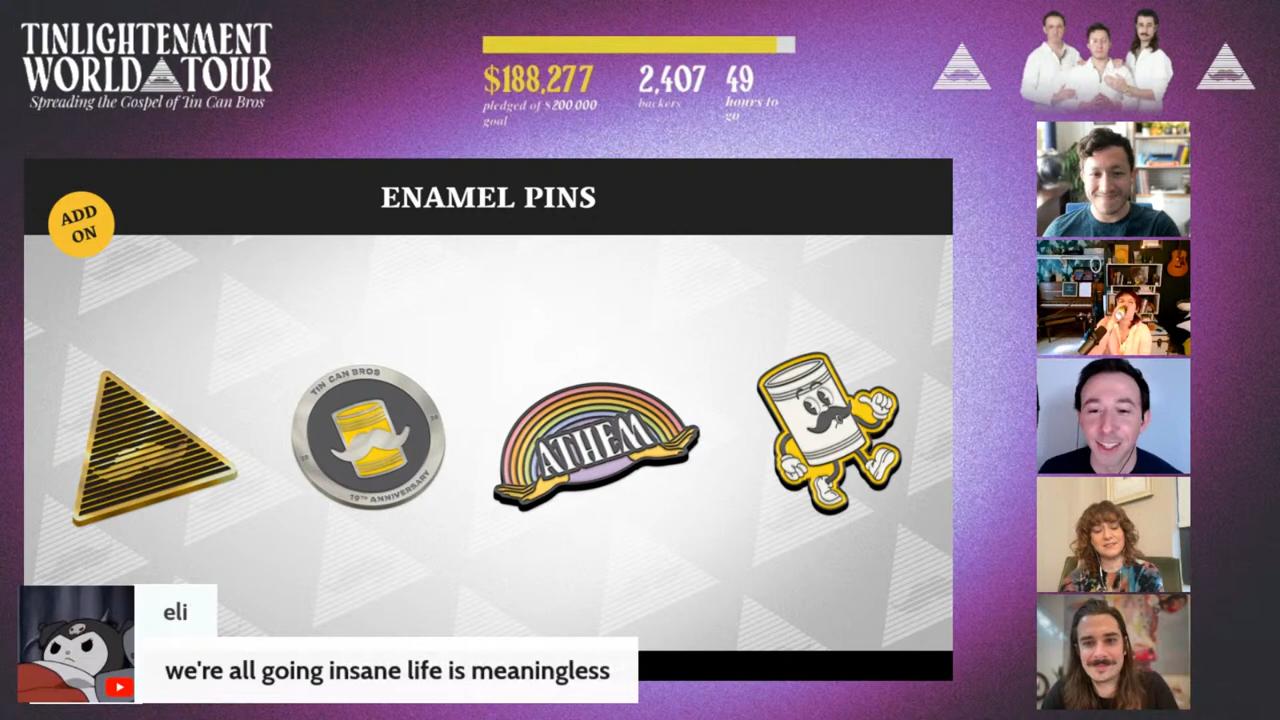 TINLIGHTENMENT
WORLD TOUR
Spreading the Gospel of Tin Can Bros
$188,277
pledged of $200 000
goal
2,407
backers
49
hours to
go
ENAMEL PINS
ADD
ON
TIN CAN BROS
19TH ANNIVERSARY
ATHEM
eli
we're all going insane life is meaningless